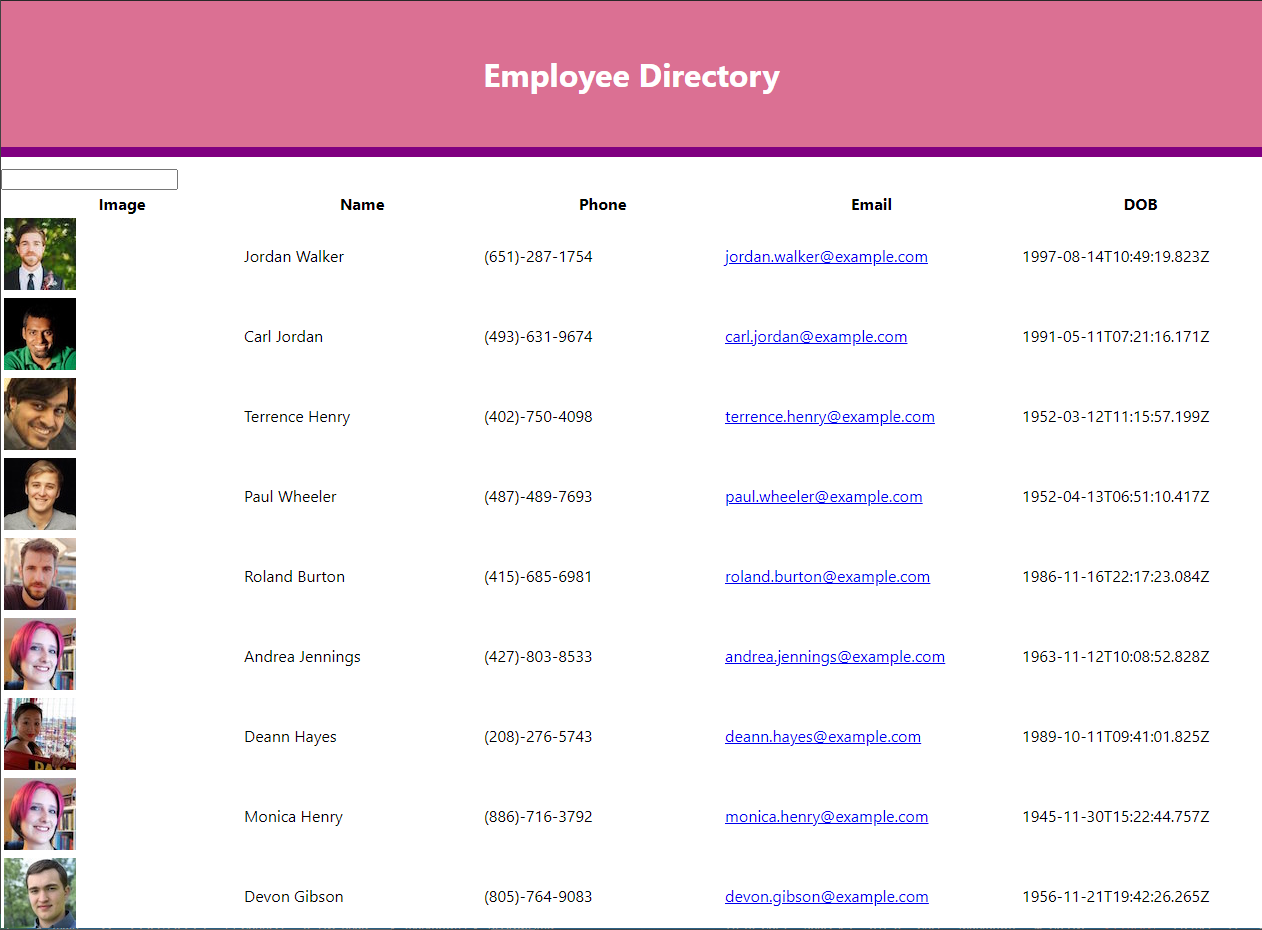 Employee Directory
Image Name Phone Email DOB
Jordan Walker (651)-287-1754 jordan.walker@example.com 1997-08-14T10:49:19.823Z
Carl Jordan (493)-631-9674 carl.jordan@example.com 1991-05-11T07:21:16.171Z
Terrence Henry (402)-750-4098 terrence.henry@example.com 1952-03-12T11:15:57.199Z
Paul Wheeler (487)-489-7693 paul.wheeler@example.com 1952-04-13T06:51:10.417Z
Roland Burton (415)-685-6981 roland.burton@example.com 1986-11-16T22:17:23.084Z
Andrea Jennings (427)-803-8533 andrea.jennings@example.com 1963-11-12T10:08:52.828Z
Deann Hayes (208)-276-5743 deann.hayes@example.com 1989-10-11T09:41:01.825Z
Monica Henry (886)-716-3792 monica.henry@example.com 1945-11-30T15:22:44.757Z
Devon Gibson (805)-764-9083 devon.gibson@example.com 1956-11-21T19:42:26.265Z